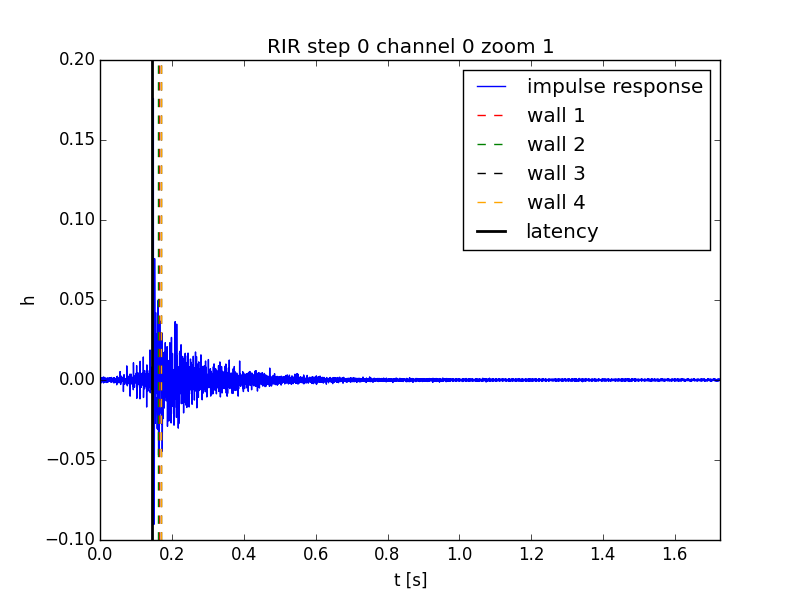 RIR step 0 channel 0 zoom 1
impulse response
wall 1
wall 2
wall 3
wall 4
latency
h
0.20
0.15
0.10
0.05
0.00
−0.05
−0.10
0.0 0.2 0.4 0.6 0.8 1.0 1.2 1.4 1.6
t [s]